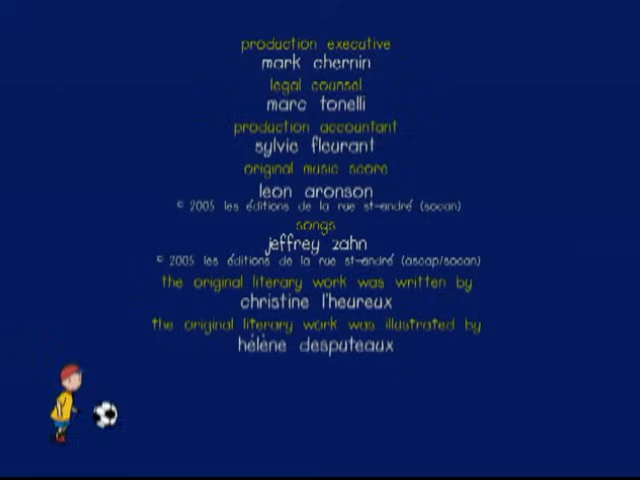 production executive
mark chernin
legal counsel
marc tonelli
production accountant
sylvie fleurant
original music score
leon aronson
© 2005 les éditions de la rue st-andré (socan)
songs
jeffrey zahn
© 2005 les éditions de la rue st-andré (ascap/socan)
the original literary work was written by
christine l'heureux
the original literary work was illustrated by
hélène desputeaux